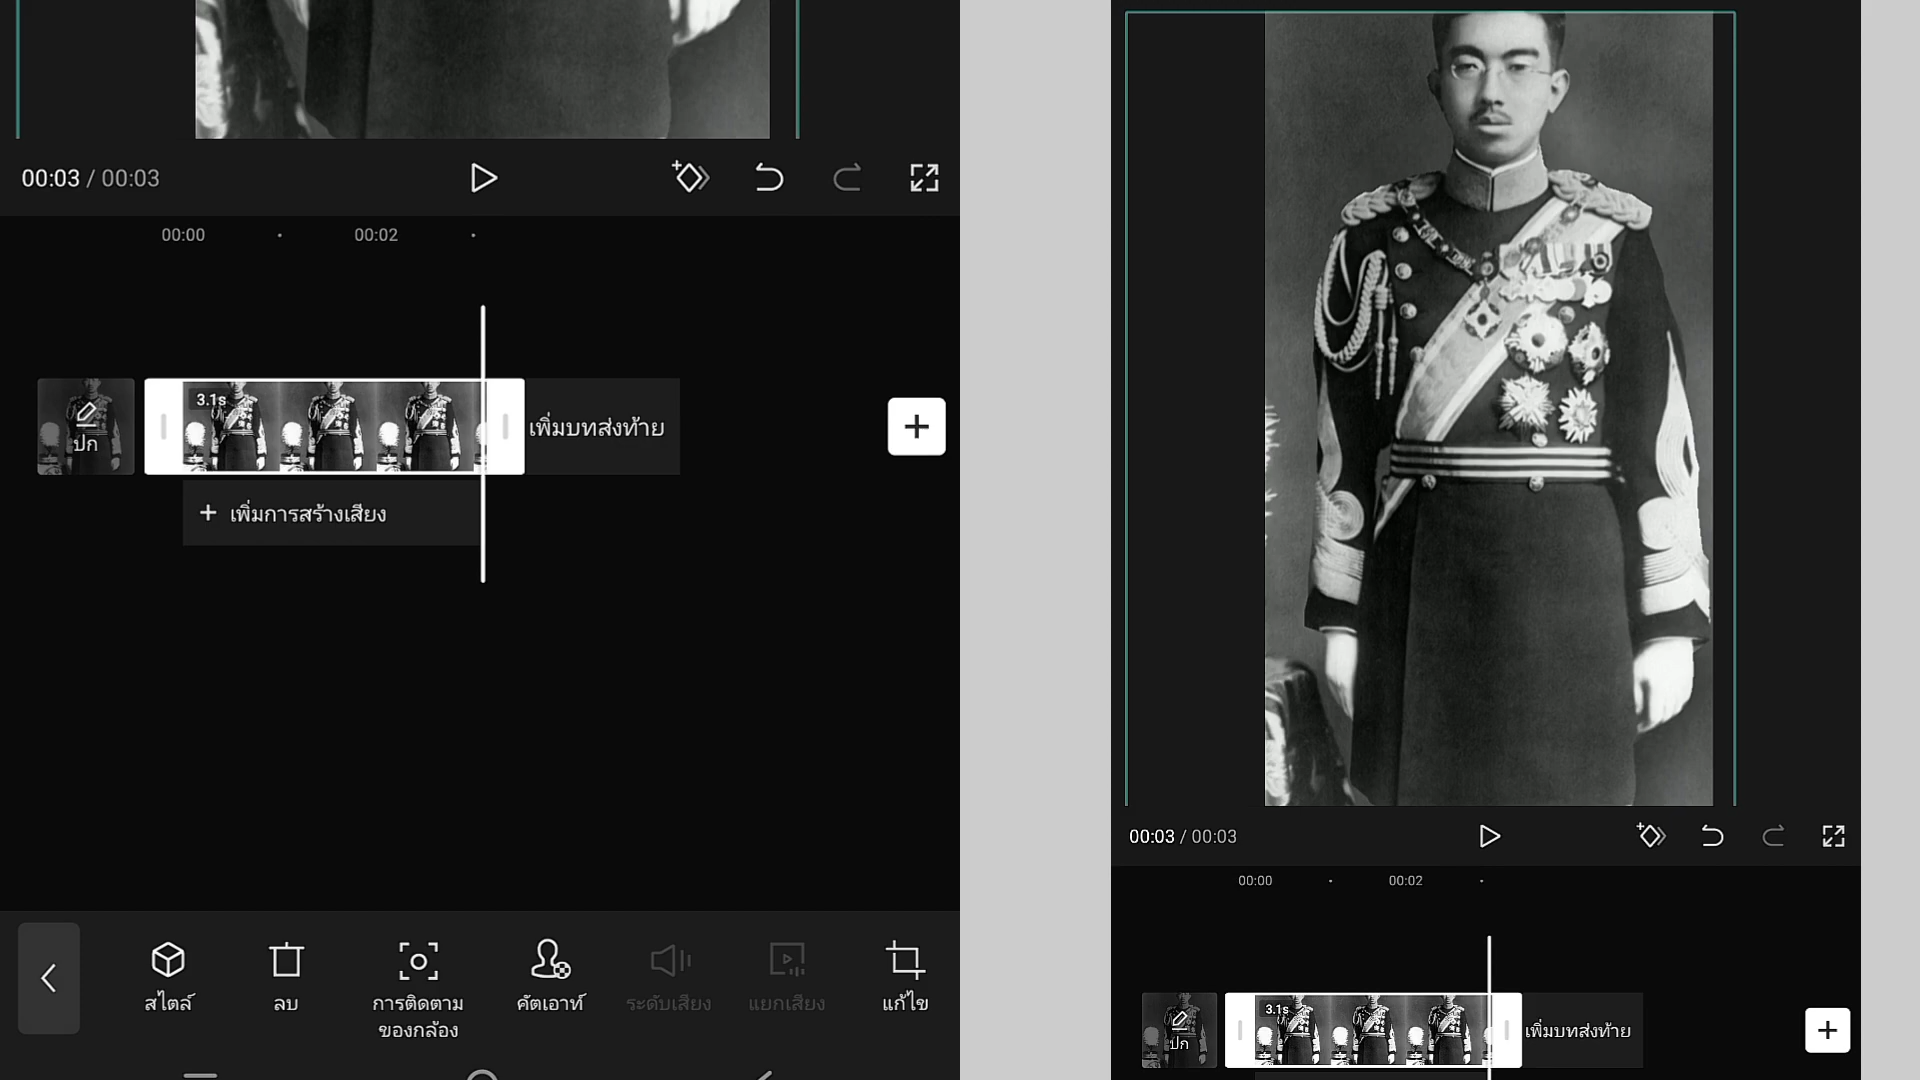 00:03 / 00:03
00:00
00:02
3.1s
ปก
เพิ่มบทส่งท้าย
+ เพิ่มการสร้างเสียง
สไตล์
ลบ
การติดตาม
ของกล้อง
คัตเอาท์
ระดับเสียง
แยกเสียง
แก้ไข
00:03 / 00:03
00:00
00:02
3.1s
ปก
เพิ่มบทส่งท้าย